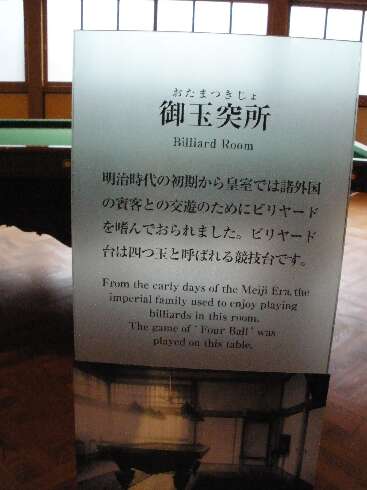 おたまつきじょ
御玉突所
Billiard Room
明治時代の初期から皇室では諸外国
の賓客との交遊のためにビリヤード
を嗜んでおられました。ビリヤード
台は四つ玉と呼ばれる競技台です。
From the early days of the Meiji Era, the
imperial family used to enjoy playing
billiards in this room.
The game of ' Four Ball ' was
played on this table.